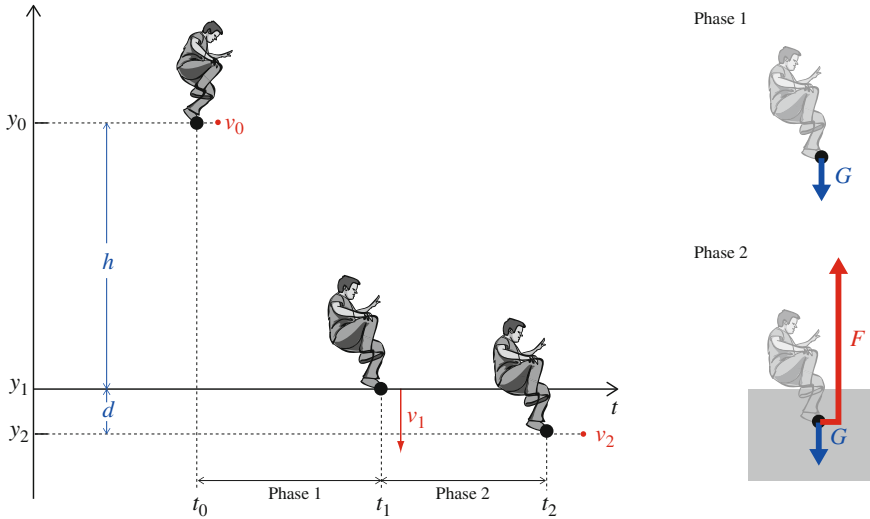 Phase 1
y₀
v₀
G
h
Phase 2
F
y₁
t
d
v₁
y₂
v₂
G
Phase 1
Phase 2
t₀
t₁
t₂